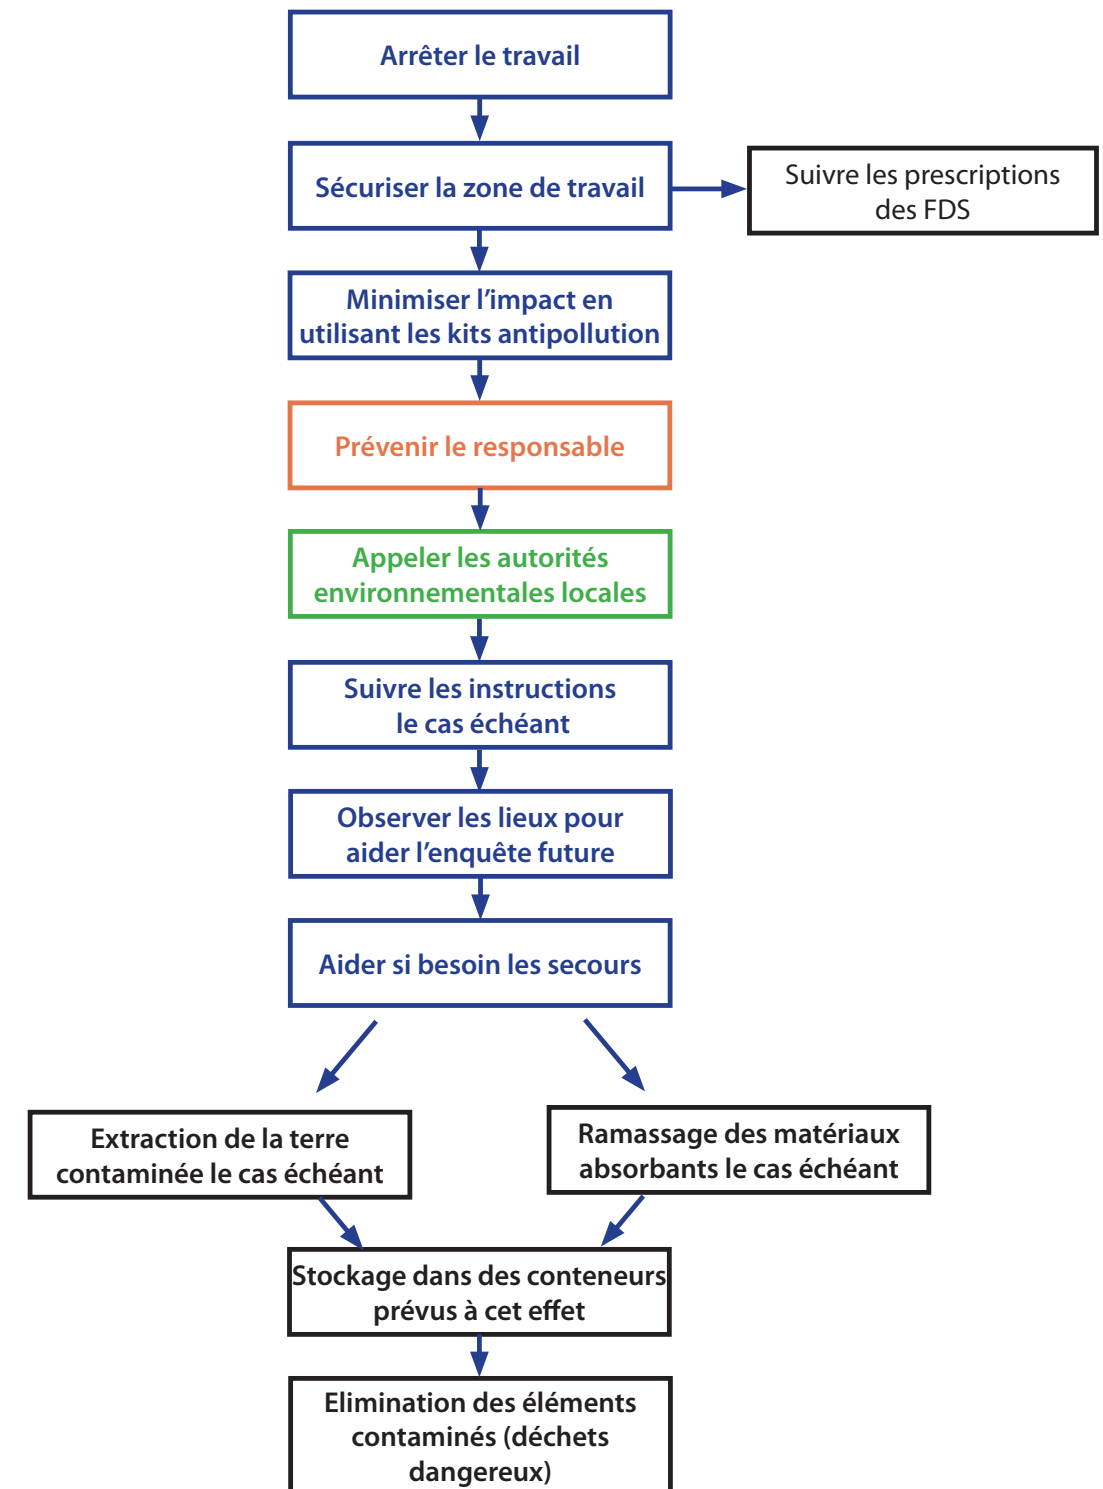 Arrêter le travail
Sécuriser la zone de travail
Suivre les prescriptions
des FDS
Minimiser l’impact en
utilisant les kits antipollution
Prévenir le responsable
Appeler les autorités
environnementales locales
Suivre les instructions
le cas échéant
Observer les lieux pour
aider l’enquête future
Aider si besoin les secours
Extraction de la terre
contaminée le cas échéant
Ramassage des matériaux
absorbants le cas échéant
Stockage dans des conteneurs
prévus à cet effet
Elimination des éléments
contaminés (déchets
dangereux)